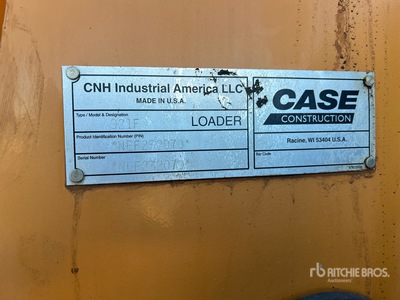 CNH Industrial America LLC
MADE IN U.S.A.
Type / Model & Designation
LOADER
Product Identification Number (PIN)
Serial Number
CASE
CONSTRUCTION
Racine, WI 53404 U.S.A.
Bar Code
rb RITCHIE BROS.
Auctioneers